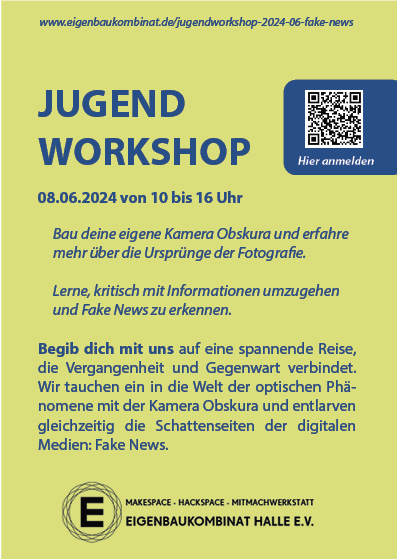 www.eigenbaukombinat.de/jugendworkshop-2024-06-fake-news
JUGEND
WORKSHOP
Hier anmelden
08.06.2024 von 10 bis 16 Uhr
Bau deine eigene Kamera Obskura und erfahre
mehr über die Ursprünge der Fotografie.
Lerne, kritisch mit Informationen umzugehen
und Fake News zu erkennen.
Begib dich mit uns auf eine spannende Reise,
die Vergangenheit und Gegenwart verbindet.
Wir tauchen ein in die Welt der optischen Phä-
nomene mit der Kamera Obskura und entlarven
gleichzeitig die Schattenseiten der digitalen
Medien: Fake News.
E
MAKESPACE - HACKSPACE - MITMACHWERKSTATT
EIGENBAUKOMBINAT HALLE E.V.